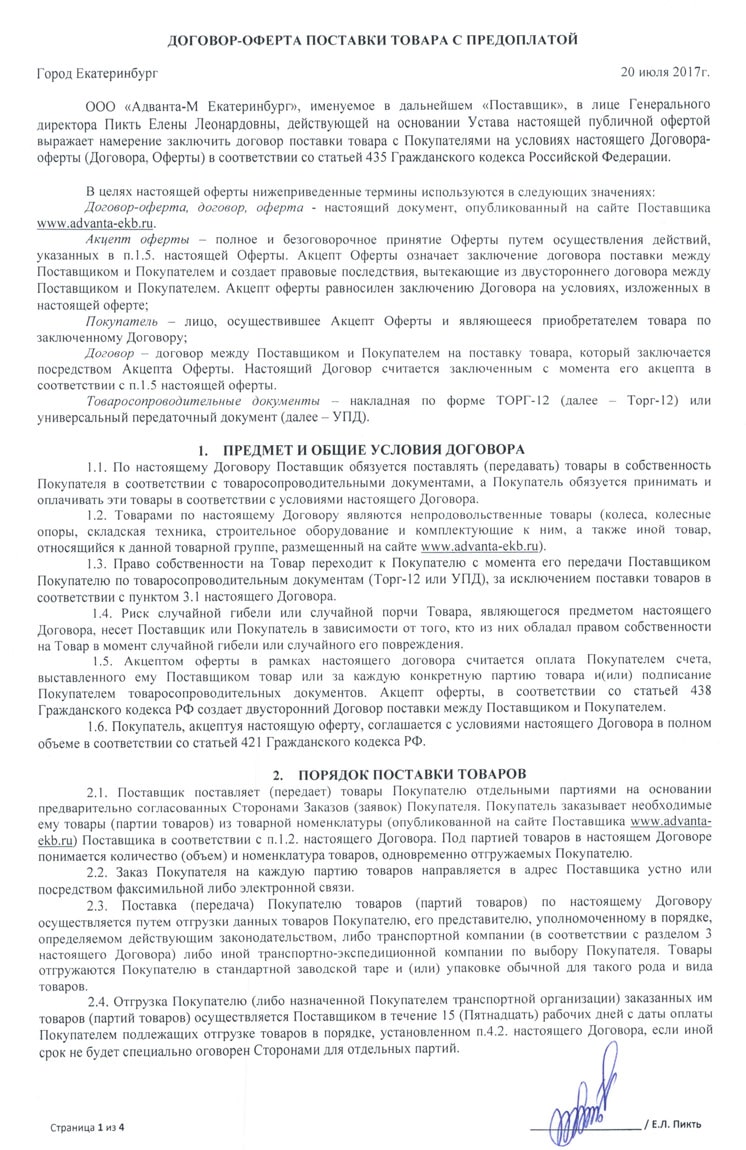 ДОГОВОР-ОФЕРТА ПОСТАВКИ ТОВАРА С ПРЕДОПЛАТОЙ
Город Екатеринбург 20 июля 2017г.
ООО «Адванта-М Екатеринбург», именуемое в дальнейшем «Поставщик», в лице Генерального
директора Пикть Елены Леонардовны, действующей на основании Устава настоящей публичной офертой
выражает намерение заключить договор поставки товара с Покупателями на условиях настоящего Договора-
оферты (Договора, Оферты) в соответствии со статьей 435 Гражданского кодекса Российской Федерации.
В целях настоящей оферты нижеприведенные термины используются в следующих значениях:
Договор-оферта, договор, оферта - настоящий документ, опубликованный на сайте Поставщика
www.advanta-ekb.ru.
Акцепт оферты – полное и безоговорочное принятие Оферты путем осуществления действий,
указанных в п.1.5. настоящей Оферты. Акцепт Оферты означает заключение договора поставки между
Поставщиком и Покупателем и создает правовые последствия, вытекающие из двустороннего договора между
Поставщиком и Покупателем. Акцепт оферты равносилен заключению Договора на условиях, изложенных в
настоящей оферте;
Покупатель – лицо, осуществившее Акцепт Оферты и являющееся приобретателем товара по
заключенному Договору;
Договор – договор между Поставщиком и Покупателем на поставку товара, который заключается
посредством Акцепта Оферты. Настоящий Договор считается заключенным с момента его акцепта в
соответствии с п.1.5 настоящей оферты.
Товаросопроводительные документы – накладная по форме ТОРГ-12 (далее – Торг-12) или
универсальный передаточный документ (далее – УПД).
1. ПРЕДМЕТ И ОБЩИЕ УСЛОВИЯ ДОГОВОРА
1.1. По настоящему Договору Поставщик обязуется поставлять (передавать) товары в собственность
Покупателя в соответствии с товаросопроводительными документами, а Покупатель обязуется принимать и
оплачивать эти товары в соответствии с условиями настоящего Договора.
1.2. Товарами по настоящему Договору являются непродовольственные товары (колеса, колесные
опоры, складская техника, строительное оборудование и комплектующие к ним, а также иной товар,
относящийся к данной товарной группе, размещенный на сайте www.advanta-ekb.ru).
1.3. Право собственности на Товар переходит к Покупателю с момента его передачи Поставщиком
Покупателю по товаросопроводительным документам (Торг-12 или УПД), за исключением поставки товаров в
соответствии с пунктом 3.1 настоящего Договора.
1.4. Риск случайной гибели или случайной порчи Товара, являющегося предметом настоящего
Договора, несет Поставщик или Покупатель в зависимости от того, кто из них обладал правом собственности
на Товар в момент случайной гибели или случайного его повреждения.
1.5. Акцептом оферты в рамках настоящего договора считается оплата Покупателем счета,
выставленного ему Поставщиком товар или за каждую конкретную партию товара и(или) подписание
Покупателем товаросопроводительных документов. Акцепт оферты, в соответствии со статьей 438
Гражданского кодекса РФ создает двусторонний Договор поставки между Поставщиком и Покупателем.
1.6. Покупатель, акцептуя настоящую оферту, соглашается с условиями настоящего Договора в полном
объеме в соответствии со статьей 421 Гражданского кодекса РФ.
2. ПОРЯДОК ПОСТАВКИ ТОВАРОВ
2.1. Поставщик поставляет (передает) товары Покупателю отдельными партиями на основании
предварительно согласованных Сторонами Заказов (заявок) Покупателя. Покупатель заказывает необходимые
ему товары (партии товаров) из товарной номенклатуры (опубликованной на сайте Поставщика www.advanta-
ekb.ru) Поставщика в соответствии с п.1.2. настоящего Договора. Под партией товаров в настоящем Договоре
понимается количество (объем) и номенклатура товаров, одновременно отгружаемых Покупателю.
2.2. Заказ Покупателя на каждую партию товаров направляется в адрес Поставщика устно или
посредством факсимильной либо электронной связи.
2.3. Поставка (передача) Покупателю товаров (партий товаров) по настоящему Договору
осуществляется путем отгрузки данных товаров Покупателю, его представителю, уполномоченному в порядке,
определяемом действующим законодательством, либо транспортной компании (в соответствии с разделом 3
настоящего Договора) либо иной транспортно-экспедиционной компании по выбору Покупателя. Товары
отгружаются Покупателю в стандартной заводской таре и (или) упаковке обычной для такого рода и вида
товаров.
2.4. Отгрузка Покупателю (либо назначенной Покупателем транспортной организации) заказанных им
товаров (партий товаров) осуществляется Поставщиком в течение 15 (Пятнадцать) рабочих дней с даты оплаты
Покупателем подлежащих отгрузке товаров в порядке, установленном п.4.2. настоящего Договора, если иной
срок не будет специально оговорен Сторонами для отдельных партий.
Страница 1 из 4 / Е.Л. Пикть